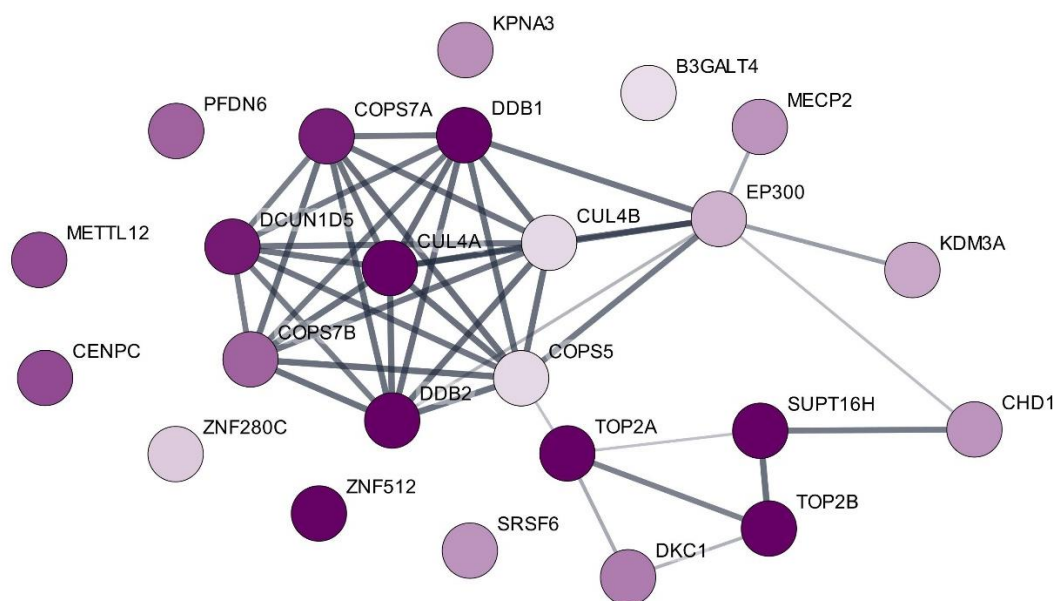 KPNA3
B3GALT4
MECP2
PFDN6
COPS7A
DDB1
EP300
DCUN1D5
CUL4B
METTL12
CUL4A
KDM3A
COPS7B
COPS5
CENPC
DDB2
CHD1
SUPT16H
ZNF280C
TOP2A
ZNF512
TOP2B
SRSF6
DKC1